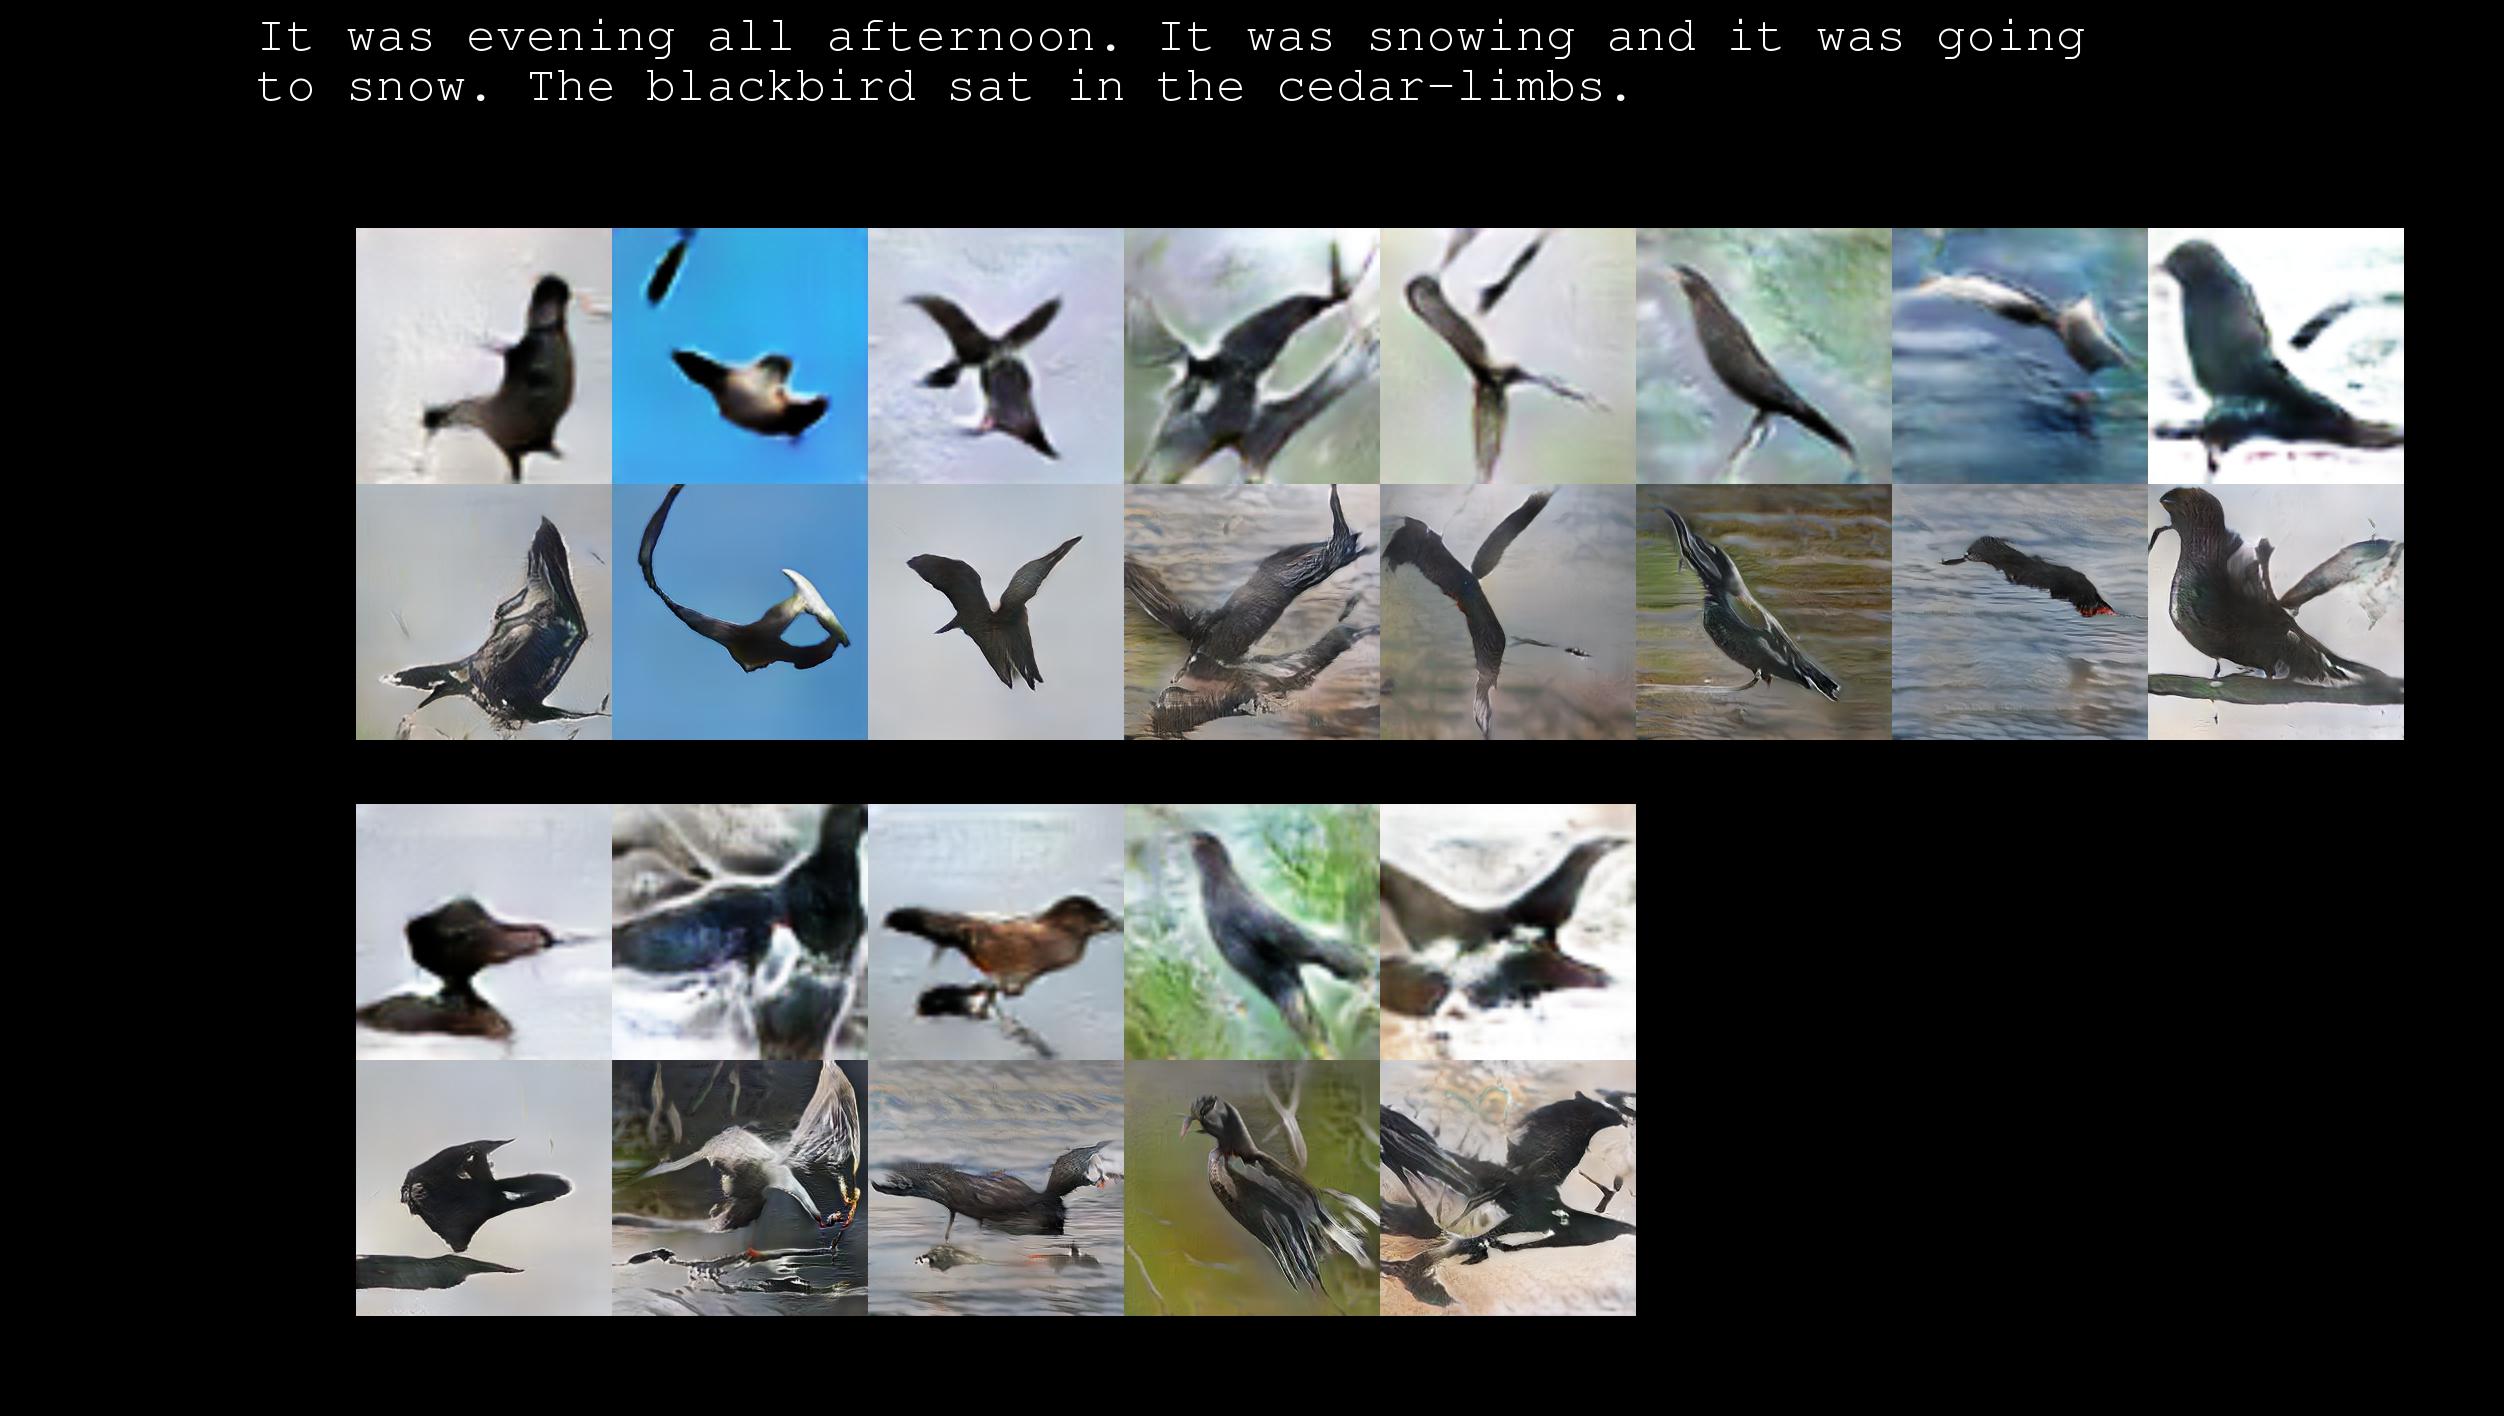 It was evening all afternoon. It was snowing and it was going
to snow. The blackbird sat in the cedar-limbs.